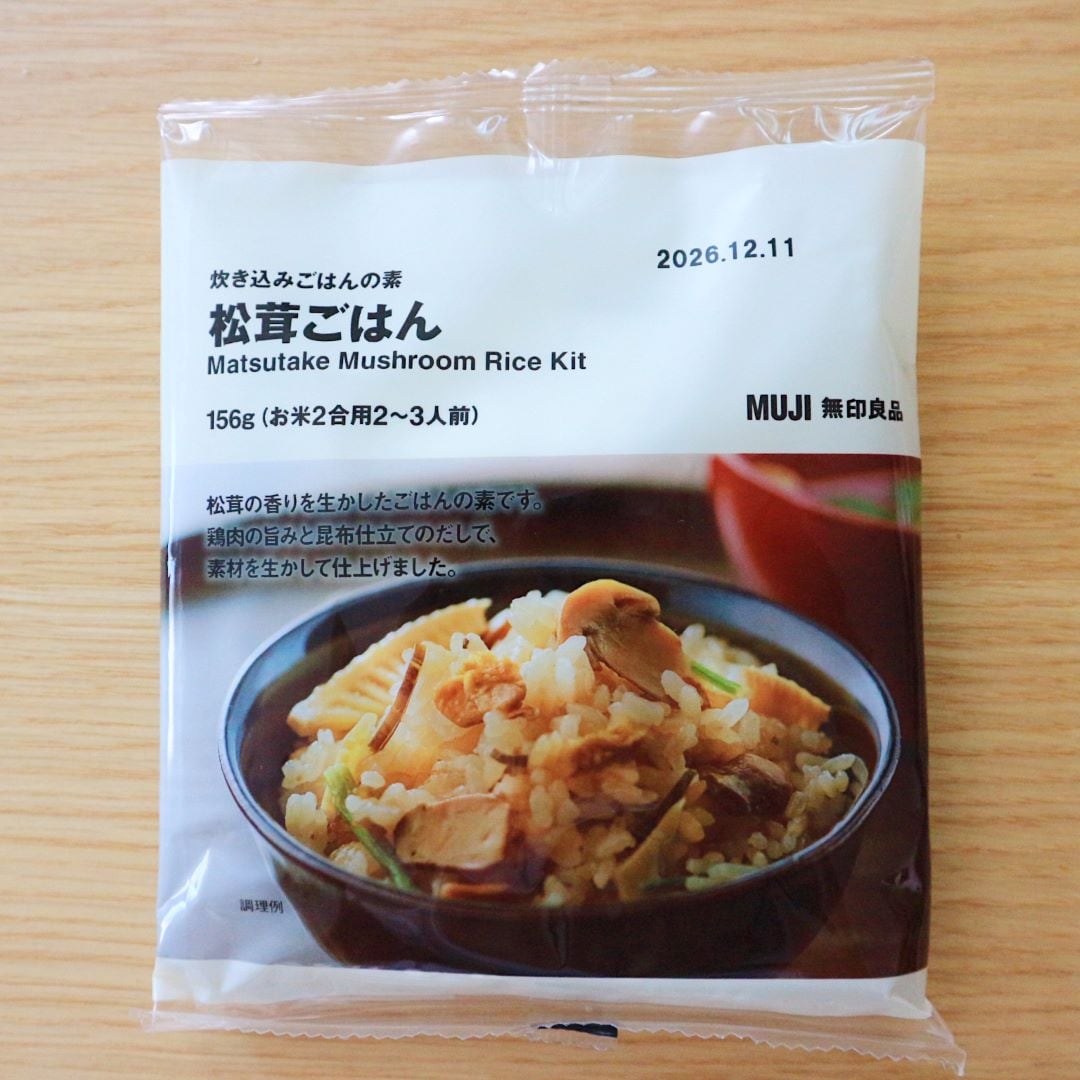 2026.12.11
炊き込みごはんの素
松茸ごはん
Matsutake Mushroom Rice Kit
156g(お米2合用2〜3人前)
MUJI 無印良品
松茸の香りを生かしたごはんの素です。
鶏肉の旨みと昆布仕立てのだしで、
素材を生かして仕上げました。
調理例